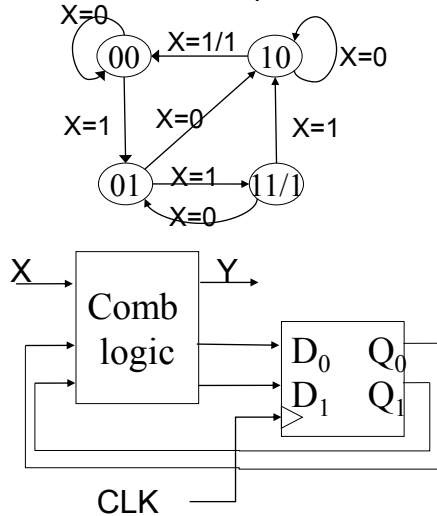 X=0
00
X=1/1
10
X=0
X=1
X=0
X=1
01
X=1
11/1
X=0
X
Y
Comb
logic
D0 Q0
D1 Q1
CLK